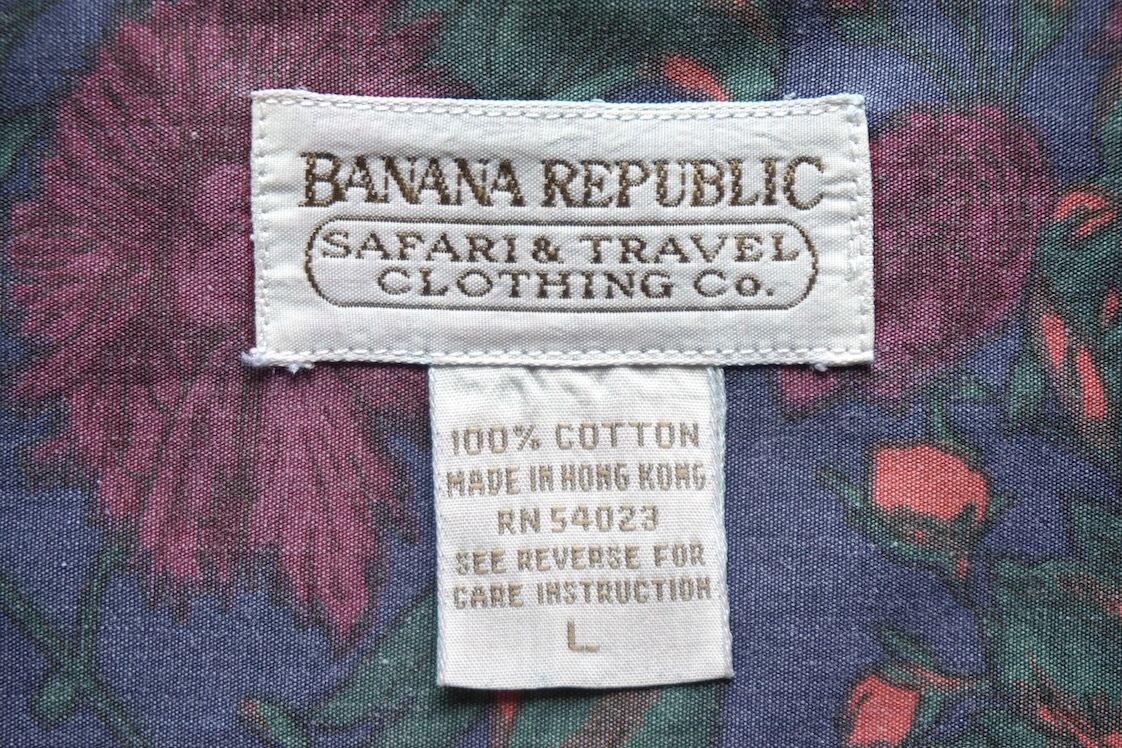 BANANA REPUBLIC
SAFARI & TRAVEL
CLOTHING Co.
100% COTTON
MADE IN HONG KONG
RN 54023
SEE REVERSE FOR
CARE INSTRUCTION
L